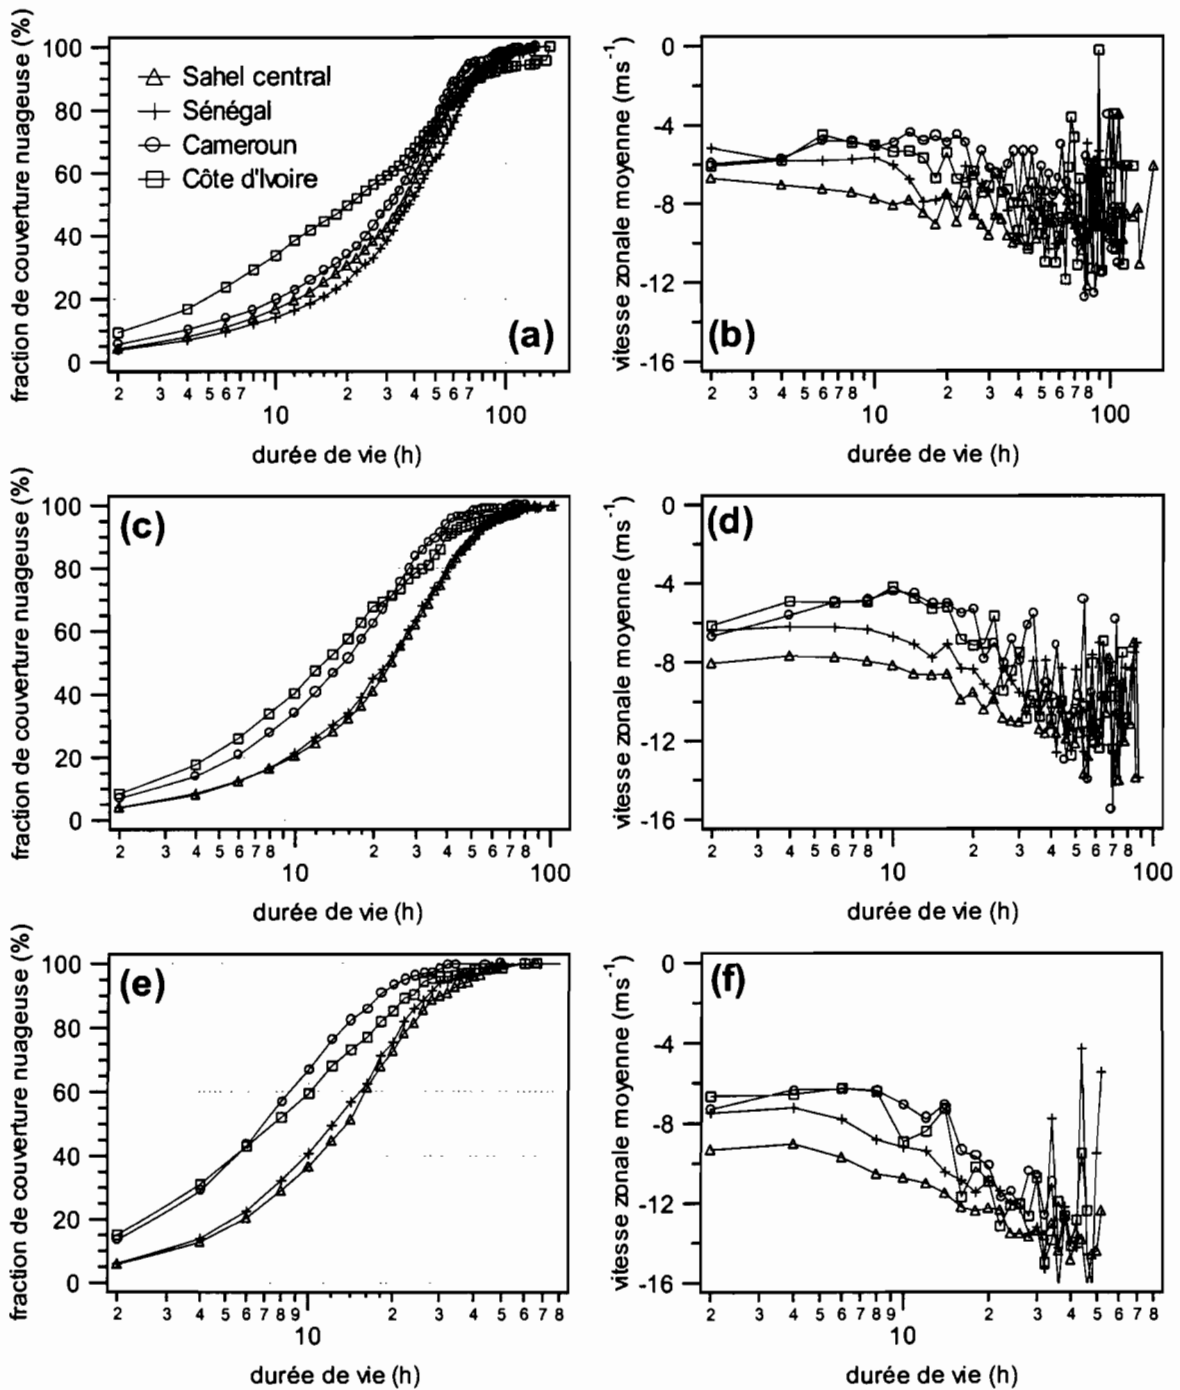 fraction de couverture nuageuse (%)
100
80
60
40
20
0
Sahel central
Sénégal
Cameroun
Côte d'Ivoire
(a)
2 3 4 5 6 7 2 3 4 5 6 7
10 100
durée de vie (h)
vitesse zonale moyenne (ms-1)
0
-4
-8
-12
-16
(b)
2 3 4 5 6 7 8 2 3 4 5 6 7 8
10 100
durée de vie (h)
fraction de couverture nuageuse (%)
100
80
60
40
20
0
(c)
2 3 4 5 6 7 8 2 3 4 5 6 7 8
10 100
durée de vie (h)
vitesse zonale moyenne (ms-1)
0
-4
-8
-12
-16
(d)
2 3 4 5 6 7 8 2 3 4 5 6 7 8
10 100
durée de vie (h)
fraction de couverture nuageuse (%)
100
80
60
40
20
0
(e)
2 3 4 5 6 7 8 9 2 3 4 5 6 7 8
10
durée de vie (h)
vitesse zonale moyenne (ms-1)
0
-4
-8
-12
-16
(f)
2 3 4 5 6 7 8 9 2 3 4 5 6 7 8
10
durée de vie (h)